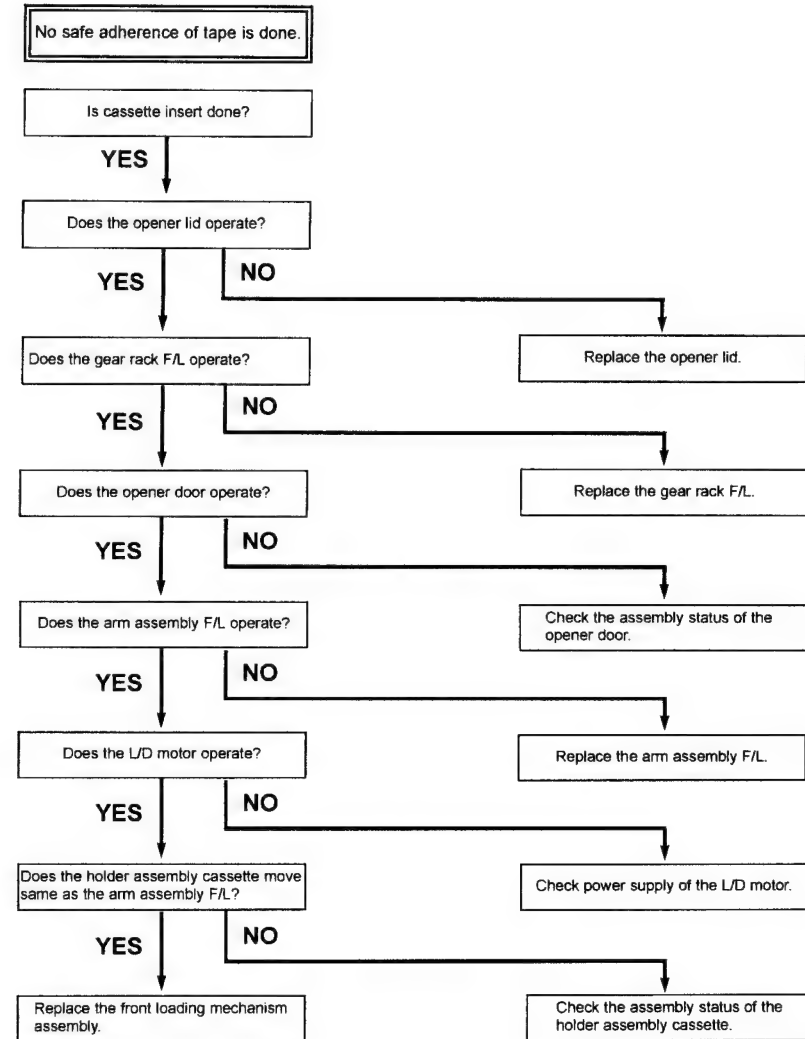 No safe adherence of tape is done.
Is cassette insert done?
YES
Does the opener lid operate?
YES
NO
Does the gear rack F/L operate?
Replace the opener lid.
YES
NO
Does the opener door operate?
Replace the gear rack F/L.
YES
NO
Does the arm assembly F/L operate?
Check the assembly status of the
opener door.
YES
NO
Does the L/D motor operate?
Replace the arm assembly F/L.
YES
NO
Does the holder assembly cassette move
same as the arm assembly F/L?
Check power supply of the L/D motor.
YES
NO
Replace the front loading mechanism
assembly.
Check the assembly status of the
holder assembly cassette.